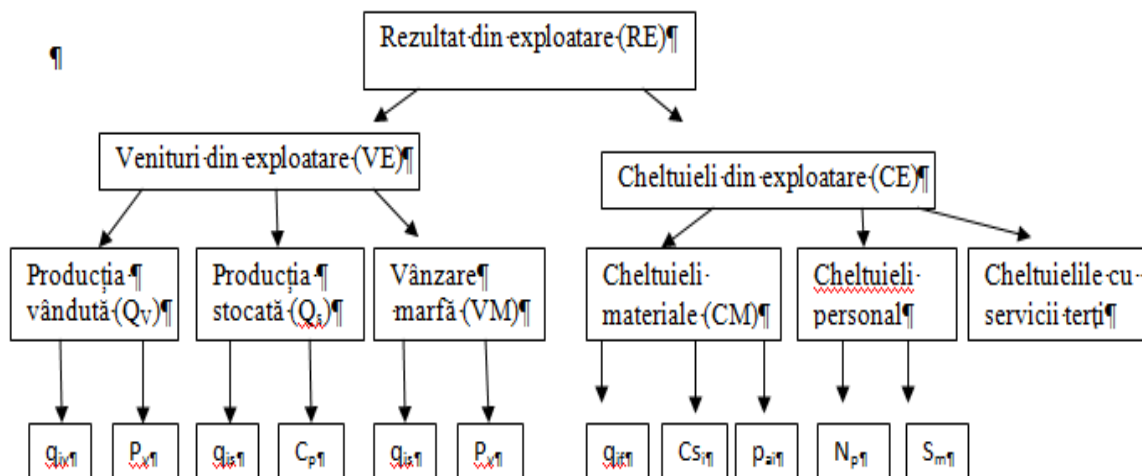 Rezultat·din·exploatare·(RE)¶
¶
Venituri·din·exploatare·(VE)¶
Cheltuieli·din·exploatare·(CE)¶
Producția·¶
vândută·(Qv)¶
Producția·¶
stocată·(Qs)¶
Vânzare¶
·marfă·(VM)¶
Cheltuieli·
materiale·(CM)¶
Cheltuieli·
personal¶
Cheltuielile·cu·
servicii·terți¶
qiv¶
Pv¶
qis¶
Cp¶
qis¶
Pv¶
qif¶
Csi¶
pai¶
Np¶
Sm¶